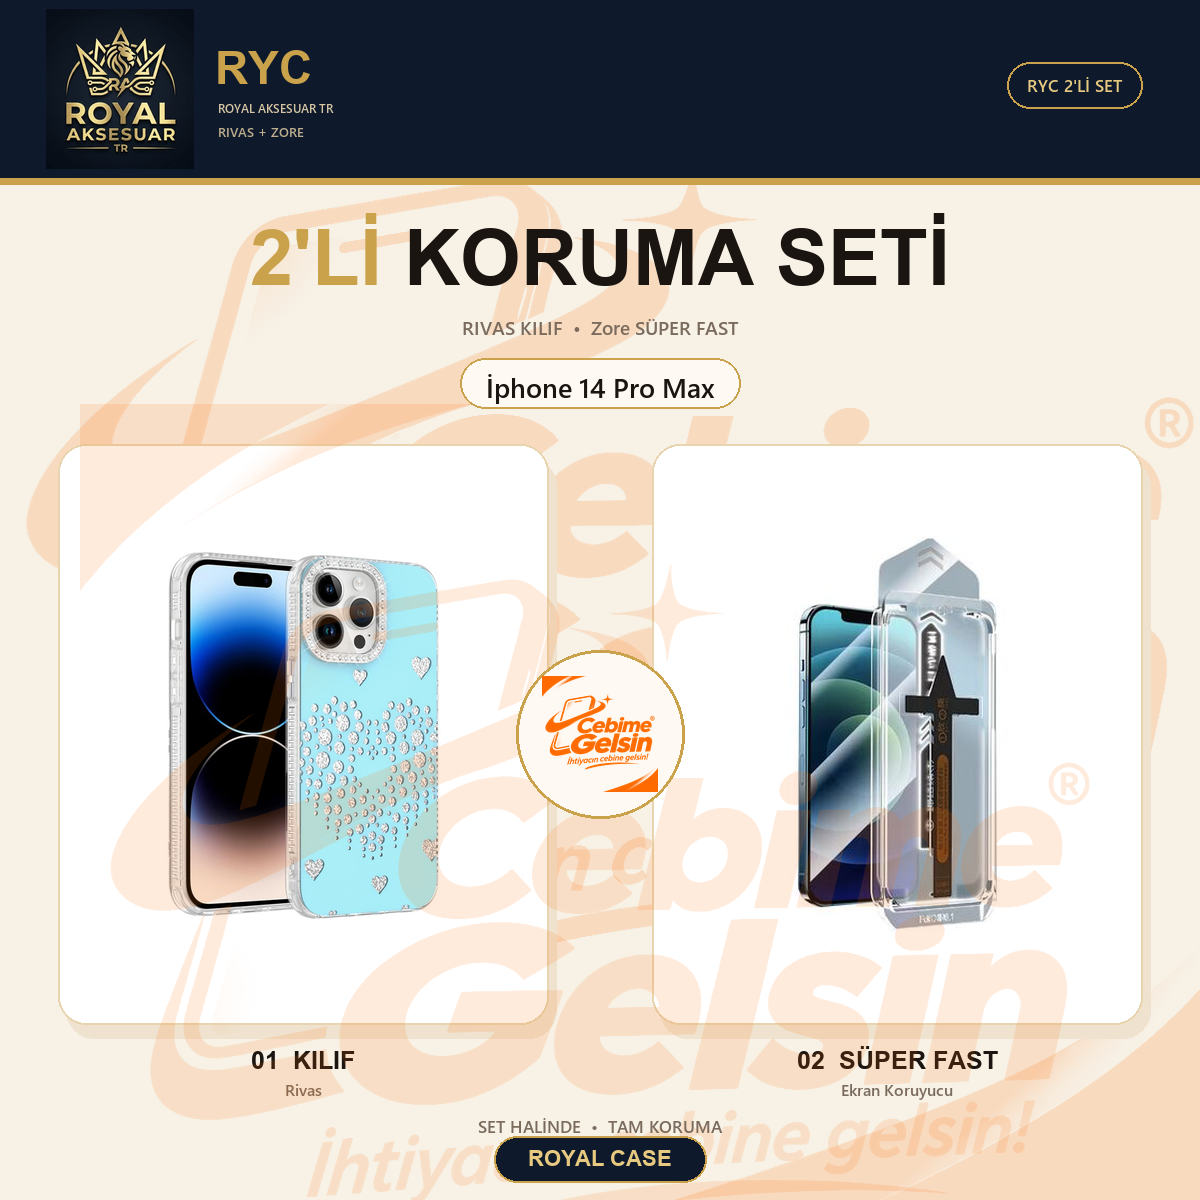 ROYAL
AKSESUAR
TR
RYC
ROYAL AKSESUAR TR
RIVAS + ZORE
RYC 2'Lİ SET
2'Lİ KORUMA SETİ
RIVAS KILIF • Zore SÜPER FAST
İphone 14 Pro Max
Cebime®
Gelsin
İhtiyacın cebine gelsin!
Cebime®
Gelsin
01 KILIF
Rivas
02 SÜPER FAST
Ekran Koruyucu
SET HALİNDE • TAM KORUMA
ROYAL CASE